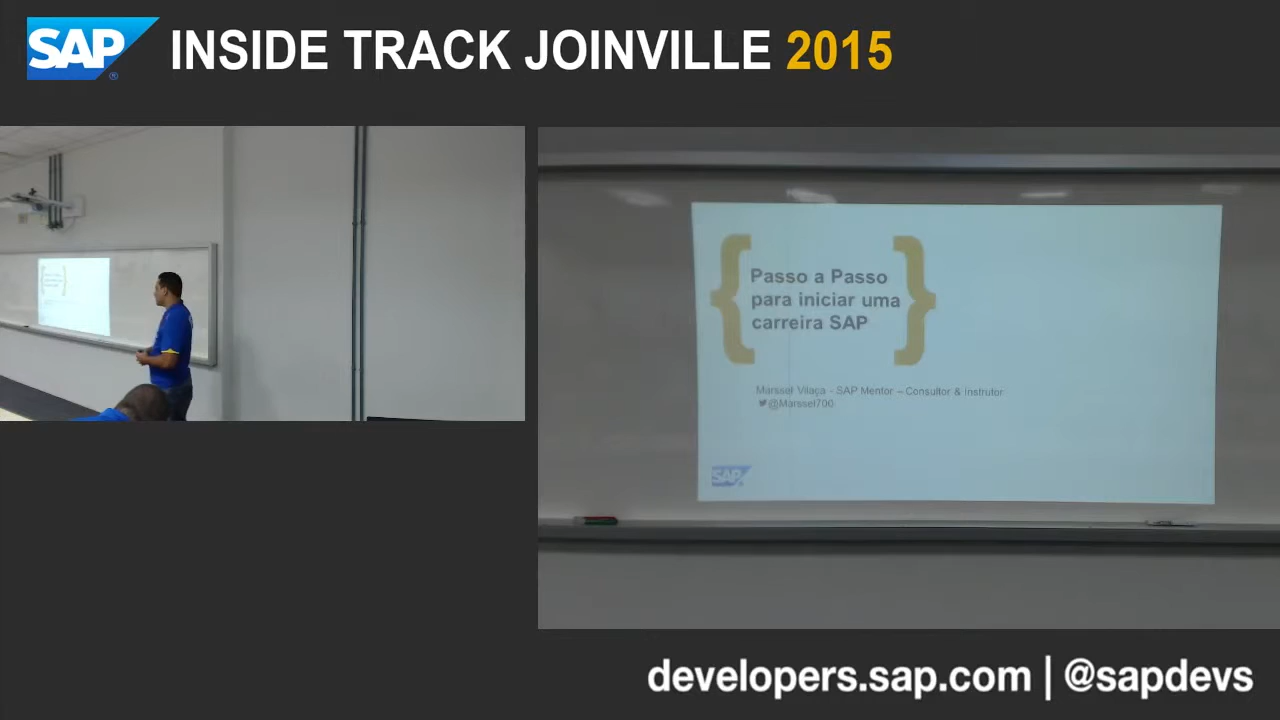 SAP INSIDE TRACK JOINVILLE 2015
Passo a Passo
para iniciar uma
carreira SAP
Marssel Vilaça - SAP Mentor – Consultor & Instrutor
@Marssel700
SAP
developers.sap.com | @sapdevs